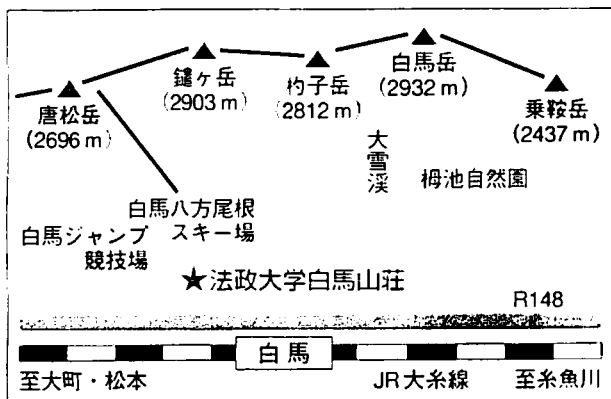 唐松岳
(2696 m)
鑓ヶ岳
(2903 m)
杓子岳
(2812 m)
白馬岳
(2932 m)
乗鞍岳
(2437 m)
大雪渓
栂池自然園
白馬八方尾根
スキー場
白馬ジャンプ
競技場
★法政大学白馬山荘
R148
白馬
至大町・松本
JR大糸線
至糸魚川